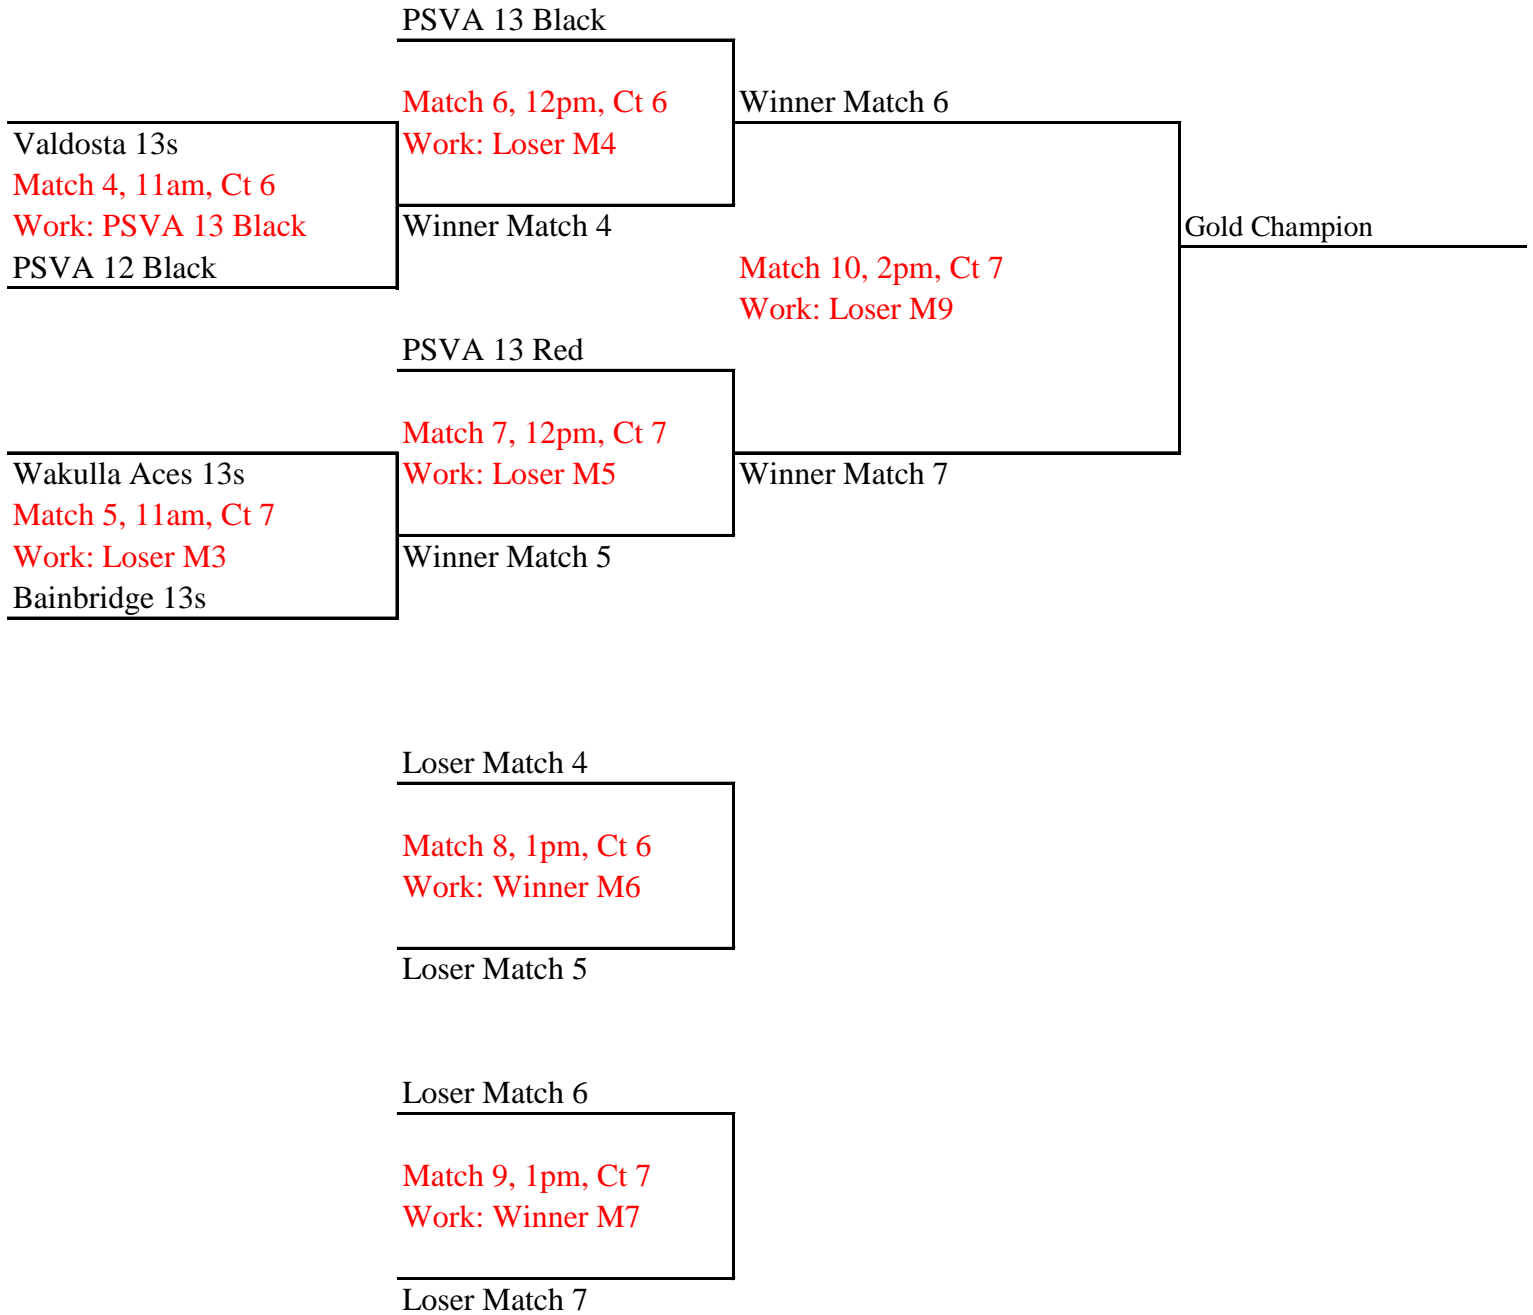 PSVA 13 Black
Match 6, 12pm, Ct 6
Winner Match 6
Valdosta 13s
Work: Loser M4
Match 4, 11am, Ct 6
Work: PSVA 13 Black
Winner Match 4
Gold Champion
PSVA 12 Black
Match 10, 2pm, Ct 7
Work: Loser M9
PSVA 13 Red
Match 7, 12pm, Ct 7
Wakulla Aces 13s
Work: Loser M5
Winner Match 7
Match 5, 11am, Ct 7
Work: Loser M3
Winner Match 5
Bainbridge 13s
Loser Match 4
Match 8, 1pm, Ct 6
Work: Winner M6
Loser Match 5
Loser Match 6
Match 9, 1pm, Ct 7
Work: Winner M7
Loser Match 7